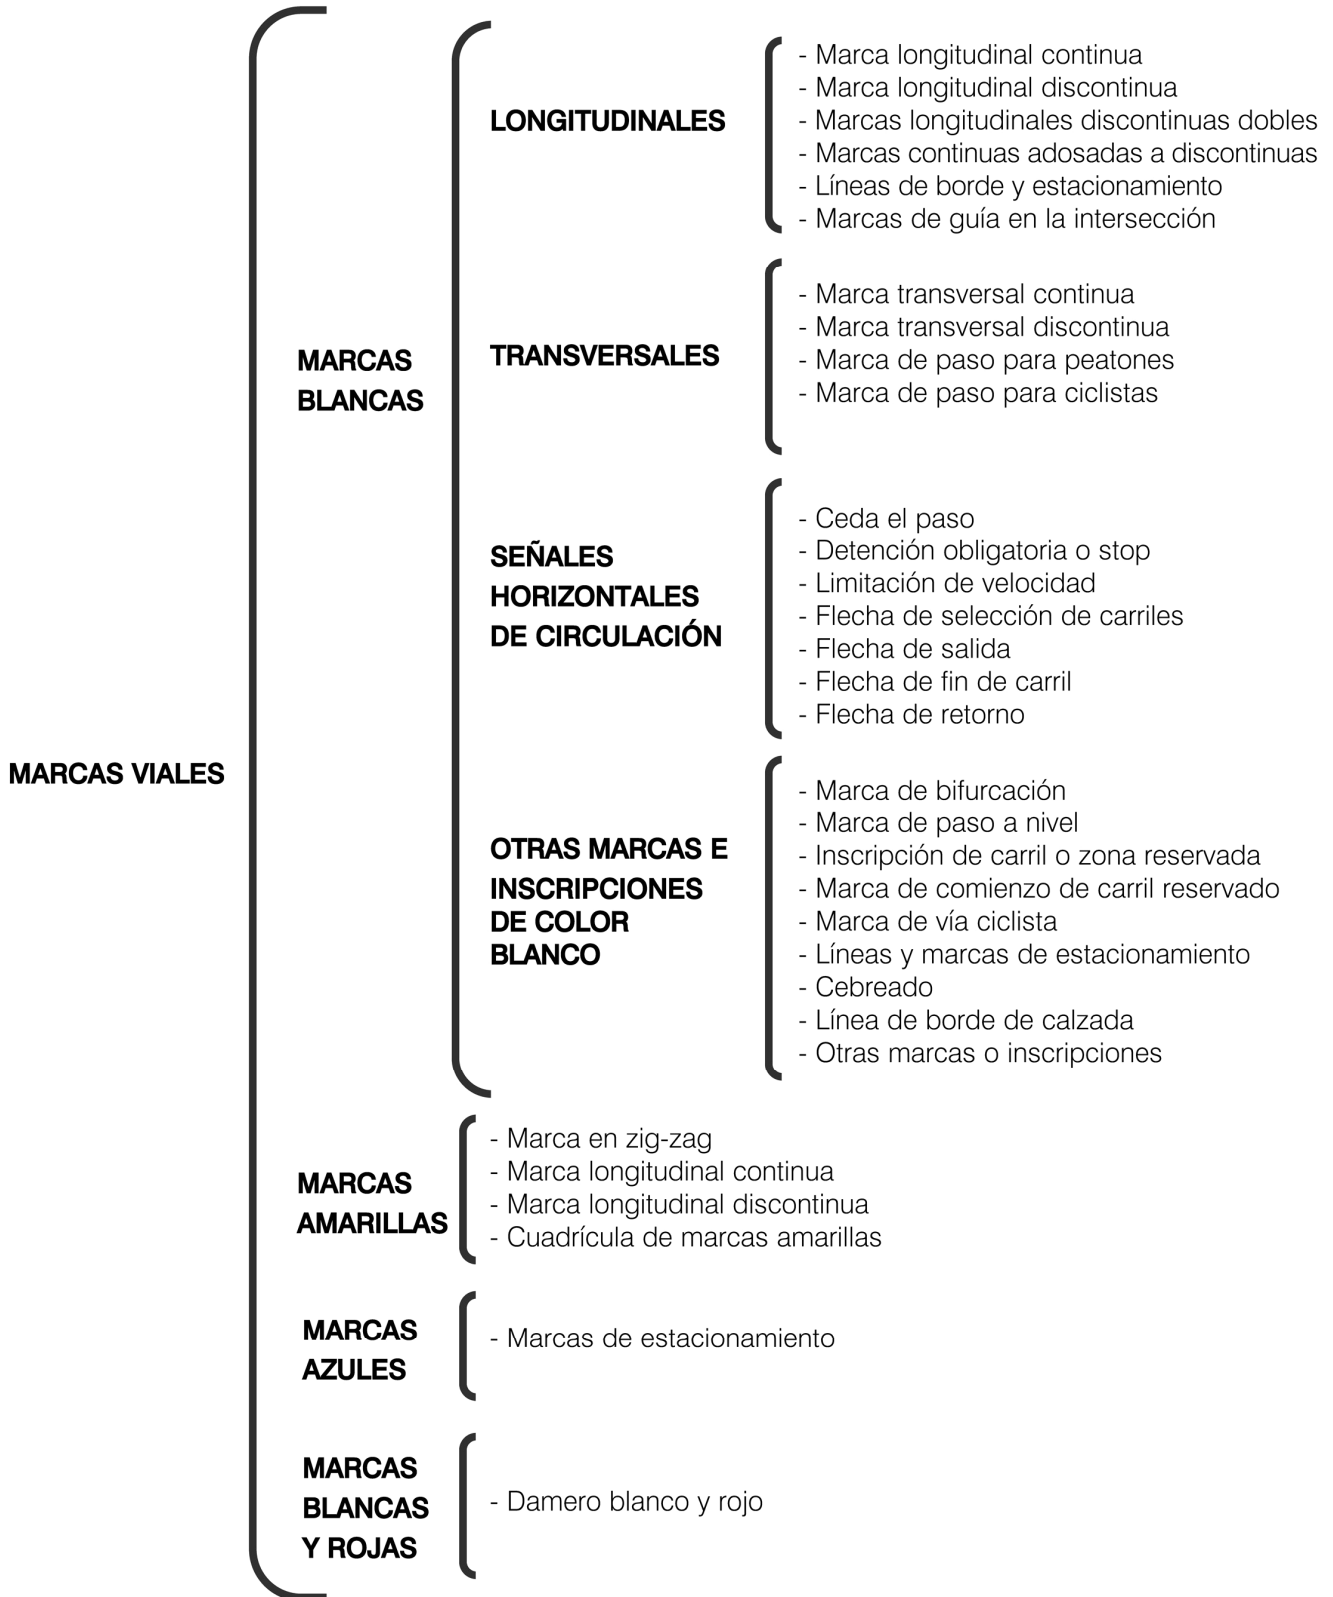 MARCAS VIALES
MARCAS
BLANCAS
LONGITUDINALES
- Marca longitudinal continua
- Marca longitudinal discontinua
- Marcas longitudinales discontinuas dobles
- Marcas continuas adosadas a discontinuas
- Líneas de borde y estacionamiento
- Marcas de guía en la intersección
TRANSVERSALES
- Marca transversal continua
- Marca transversal discontinua
- Marca de paso para peatones
- Marca de paso para ciclistas
SEÑALES
HORIZONTALES
DE CIRCULACIÓN
- Ceda el paso
- Detención obligatoria o stop
- Limitación de velocidad
- Flecha de selección de carriles
- Flecha de salida
- Flecha de fin de carril
- Flecha de retorno
OTRAS MARCAS E
INSCRIPCIONES
DE COLOR
BLANCO
- Marca de bifurcación
- Marca de paso a nivel
- Inscripción de carril o zona reservada
- Marca de comienzo de carril reservado
- Marca de vía ciclista
- Líneas y marcas de estacionamiento
- Cebreado
- Línea de borde de calzada
- Otras marcas o inscripciones
MARCAS
AMARILLAS
- Marca en zig-zag
- Marca longitudinal continua
- Marca longitudinal discontinua
- Cuadrícula de marcas amarillas
MARCAS
AZULES
- Marcas de estacionamiento
MARCAS
BLANCAS
Y ROJAS
- Damero blanco y rojo